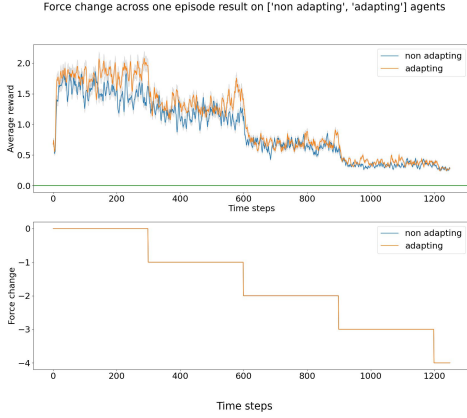 Force change across one episode result on ['non adapting', 'adapting'] agents
Average reward
2.0
1.5
1.0
0.5
0.0
non adapting
adapting
0 200 400 600 800 1000 1200
Time steps
Force change
0
−1
−2
−3
−4
non adapting
adapting
0 200 400 600 800 1000 1200
Time steps